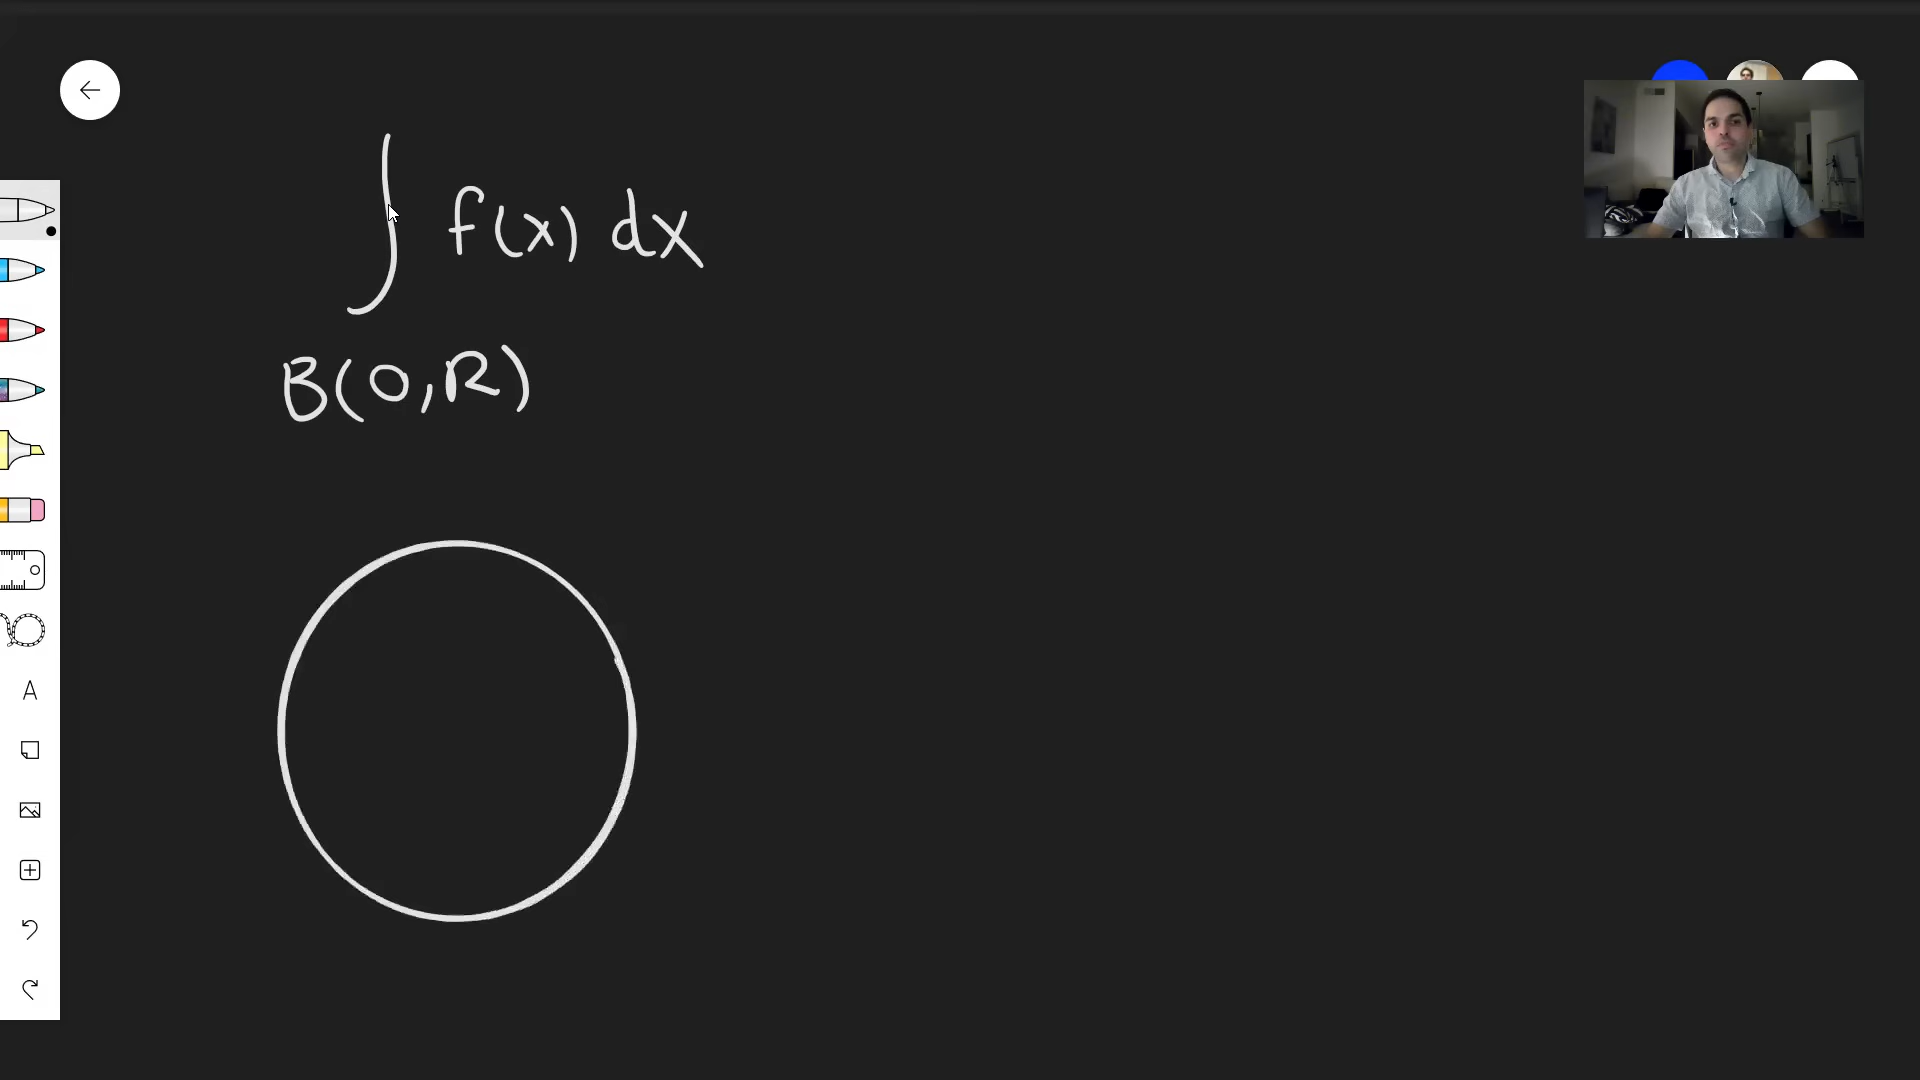 ∫ f(x) dx
B(0,R)
A